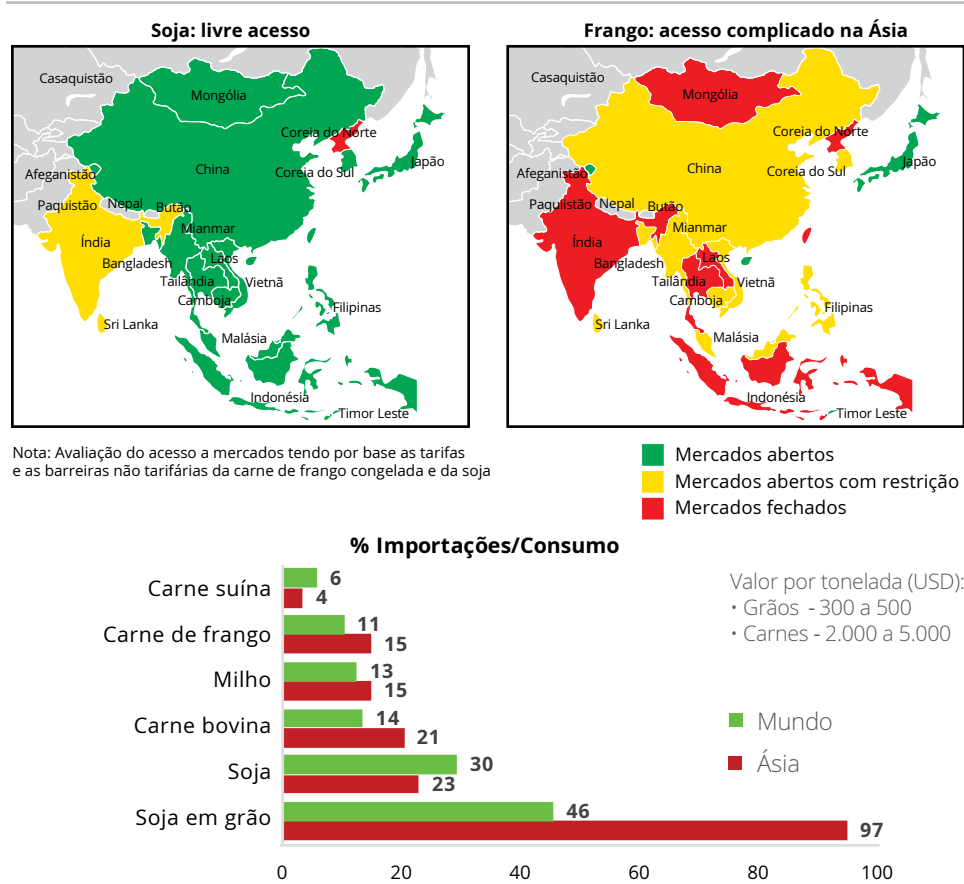 Soja: livre acesso
Casaquistão
Mongólia
Coreia do Norte
Japão
China
Coreia do Sul
Afeganistão
Paquistão
Nepal
Butão
Mianmar
Índia
Bangladesh
Laos
Tailândia
Vietnã
Camboja
Filipinas
Sri Lanka
Malásia
Indonésia
Timor Leste
Frango: acesso complicado na Ásia
Casaquistão
Mongólia
Coreia do Norte
Japão
China
Coreia do Sul
Afeganistão
Paqulistão
Nepal
Butão
Mianmar
Índia
Bangladesh
Laos
Tailândia
Vietnã
Camboja
Filipinas
Sri Lanka
Malásia
Indonésia
Timor Leste
Nota: Avaliação do acesso a mercados tendo por base as tarifas
e as barreiras não tarifárias da carne de frango congelada e da soja
Mercados abertos
Mercados abertos com restrição
Mercados fechados
% Importações/Consumo
Carne suína 6
4
Carne de frango 11
15
Milho 13
15
Carne bovina 14
21
Soja 30
23
Soja em grão 46
97
0 20 40 60 80 100
Valor por tonelada (USD):
• Grãos - 300 a 500
• Carnes - 2.000 a 5.000
Mundo
Ásia